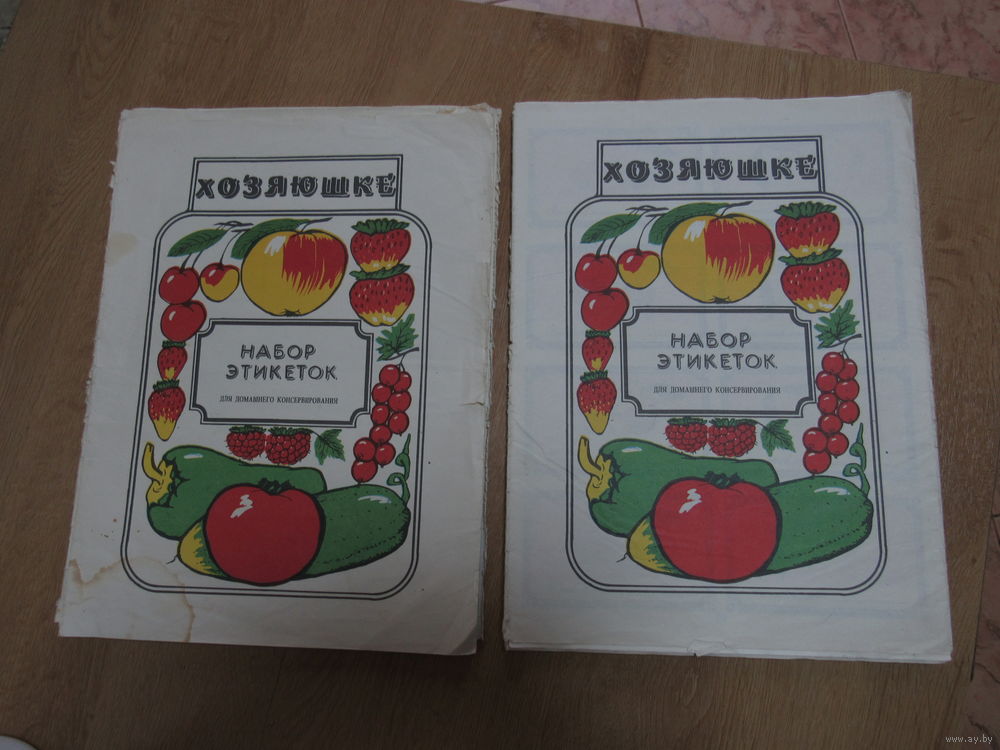 ХОЗЯЮШКЕ
НАБОР
ЭТИКЕТОК
ДЛЯ ДОМАШНЕГО КОНСЕРВИРОВАНИЯ
ХОЗЯЮШКЕ
НАБОР
ЭТИКЕТОК
ДЛЯ ДОМАШНЕГО КОНСЕРВИРОВАНИЯ
www.ay.by